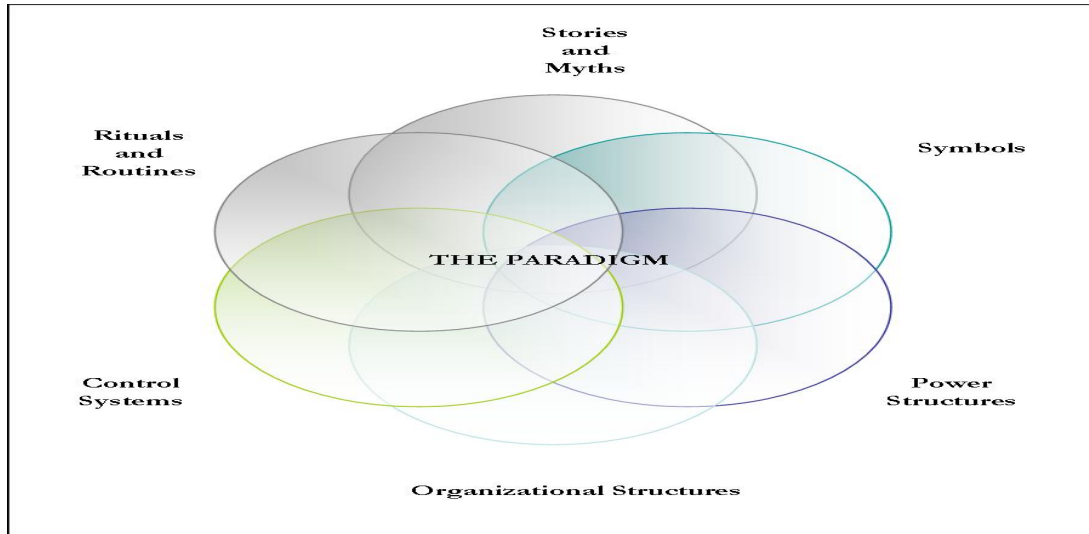 Stories
and
Myths
Rituals
and
Routines
Symbols
THE PARADIGM
Control
Systems
Power
Structures
Organizational Structures